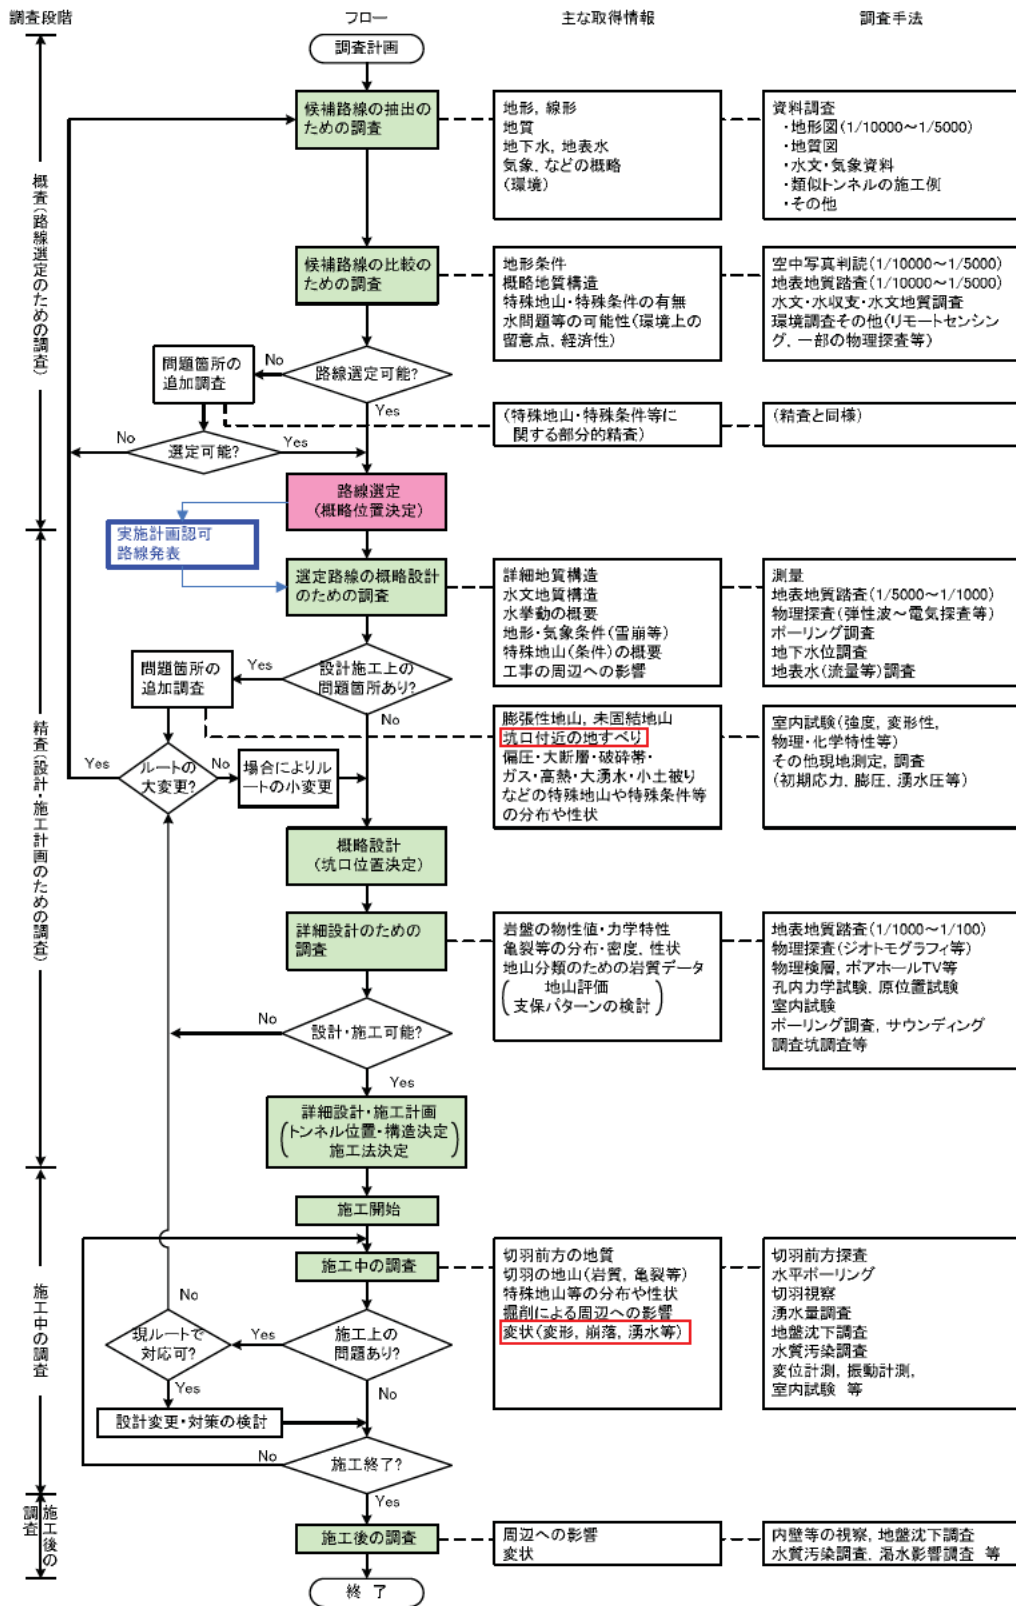 調査段階
フロー
主な取得情報
調査手法
調査計画
概査(路線選定のための調査)
候補路線の抽出の
ための調査
地形, 線形
地質
地下水, 地表水
気象, などの概略
(環境)
資料調査
・地形図(1/10000～1/5000)
・地質図
・水文・気象資料
・類似トンネルの施工例
・その他
候補路線の比較の
ための調査
地形条件
概略地質構造
特殊地山・特殊条件の有無
水問題等の可能性(環境上の
留意点, 経済性)
空中写真判読(1/10000～1/5000)
地表地質踏査(1/10000～1/5000)
水文・水収支・水文地質調査
環境調査その他(リモートセンシン
グ, 一部の物理探査等)
問題箇所の
追加調査
No
路線選定可能?
Yes
(特殊地山・特殊条件等に
関する部分的精査)
(精査と同様)
No
選定可能?
Yes
路線選定
(概略位置決定)
実施計画認可
路線発表
精査(設計・施工計画のための調査)
選定路線の概略設計
のための調査
詳細地質構造
水文地質構造
水挙動の概要
地形・気象条件(雪崩等)
特殊地山(条件)の概要
工事の周辺への影響
測量
地表地質踏査(1/5000～1/1000)
物理探査(弾性波～電気探査等)
ボーリング調査
地下水位調査
地表水(流量等)調査
問題箇所の
追加調査
Yes
設計施工上の
問題箇所あり?
No
膨張性地山, 未固結地山
坑口付近の地すべり
偏圧・大断層・破砕帯・
ガス・高熱・大湧水・小土被り
などの特殊地山や特殊条件等
の分布や性状
室内試験(強度, 変形性,
物理・化学特性等)
その他現地測定, 調査
(初期応力, 膨圧, 湧水圧等)
Yes
ルートの
大変更?
No
場合によりル
ートの小変更
概略設計
(坑口位置決定)
詳細設計のための
調査
岩盤の物性値・力学特性
亀裂等の分布・密度, 性状
地山分類のための岩質データ
(地山評価
支保パターンの検討)
地表地質踏査(1/1000～1/100)
物理探査(ジオトモグラフィ等)
物理検層, ボアホールTV等
孔内力学試験, 原位置試験
室内試験
ボーリング調査, サウンディング
調査坑調査等
No
設計・施工可能?
Yes
詳細設計・施工計画
(トンネル位置・構造決定
施工法決定)
施工中の調査
施工開始
施工中の調査
切羽前方の地質
切羽の地山(岩質, 亀裂等)
特殊地山等の分布や性状
掘削による周辺への影響
変状(変形, 崩落, 湧水等)
切羽前方探査
水平ボーリング
切羽視察
湧水量調査
地盤沈下調査
水質汚染調査
変位計測, 振動計測,
室内試験 等
No
現ルートで
対応可?
Yes
施工上の
問題あり?
Yes
No
設計変更・対策の検討
No
施工終了?
Yes
施工後の調査
施工後の調査
周辺への影響
変状
内壁等の視察, 地盤沈下調査
水質汚染調査, 渇水影響調査 等
終 了